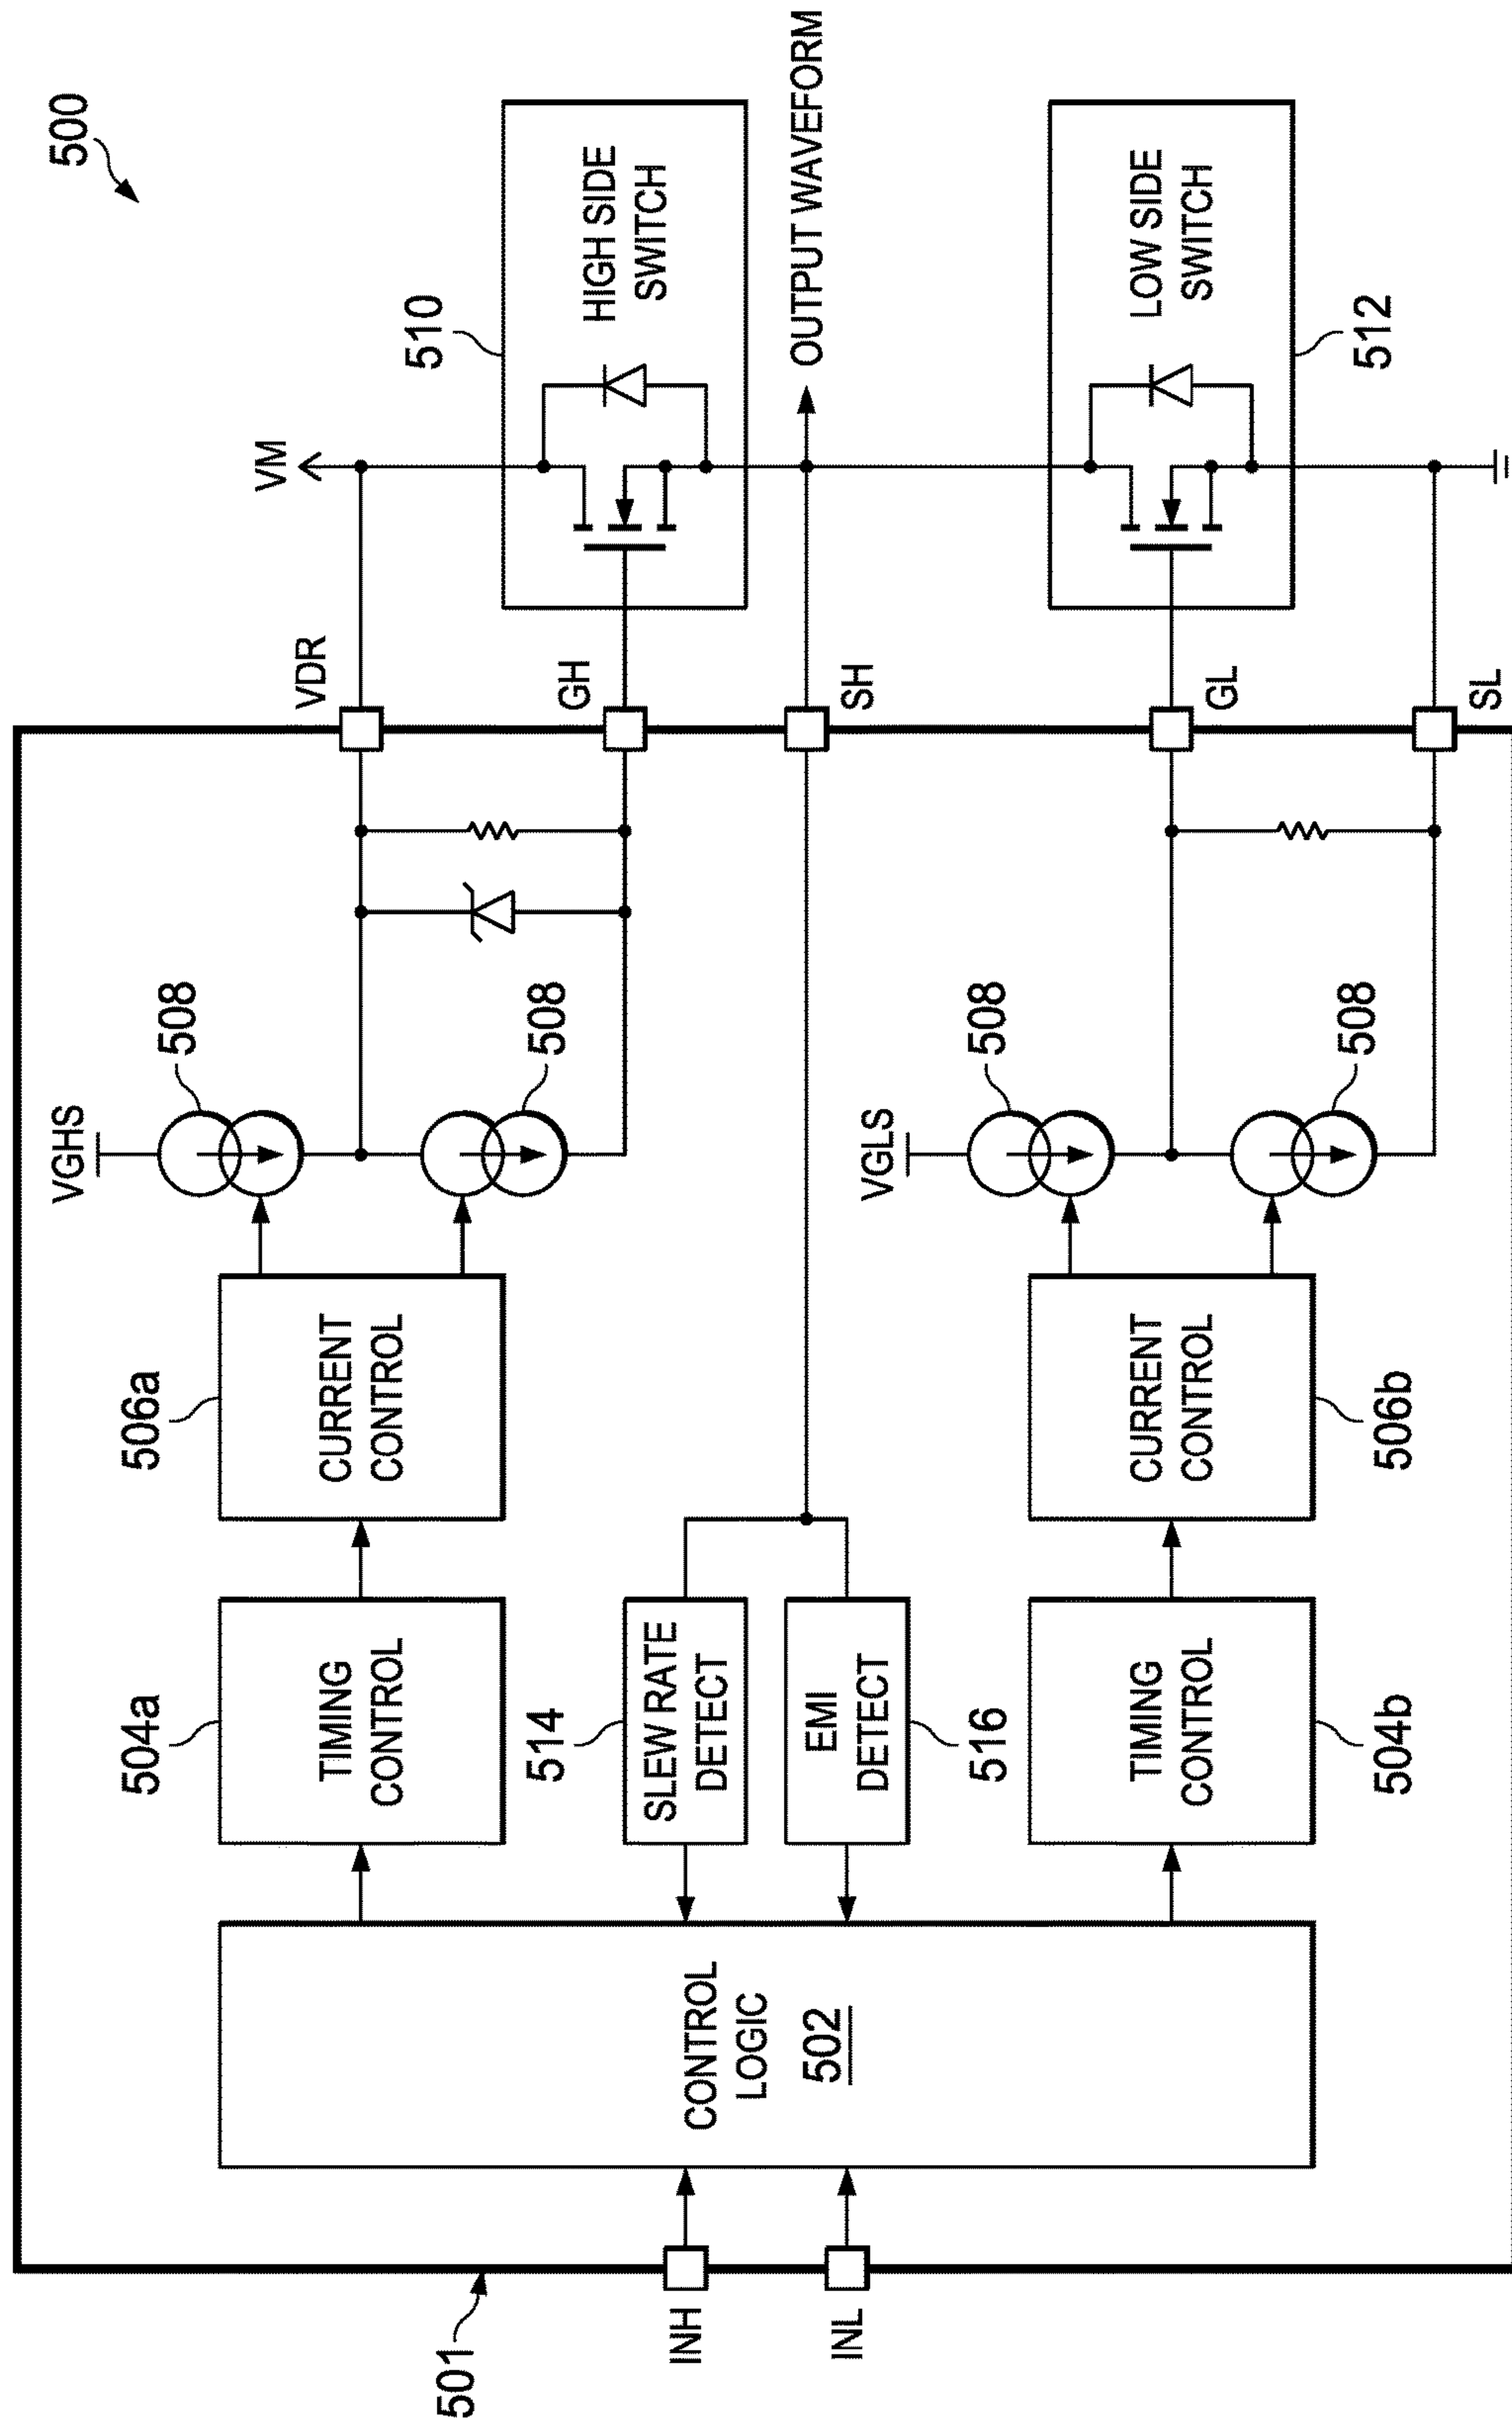 500
VM
510
HIGH SIDE
SWITCH
OUTPUT WAVEFORM
LOW SIDE
SWITCH
512
VDR
GH
SH
GL
SL
VGHS
508
508
VGLS
508
508
506a
CURRENT
CONTROL
CURRENT
CONTROL
506b
504a
TIMING
CONTROL
514
SLEW RATE
DETECT
EMI
DETECT
516
TIMING
CONTROL
504b
CONTROL
LOGIC
502
501
INH
INL